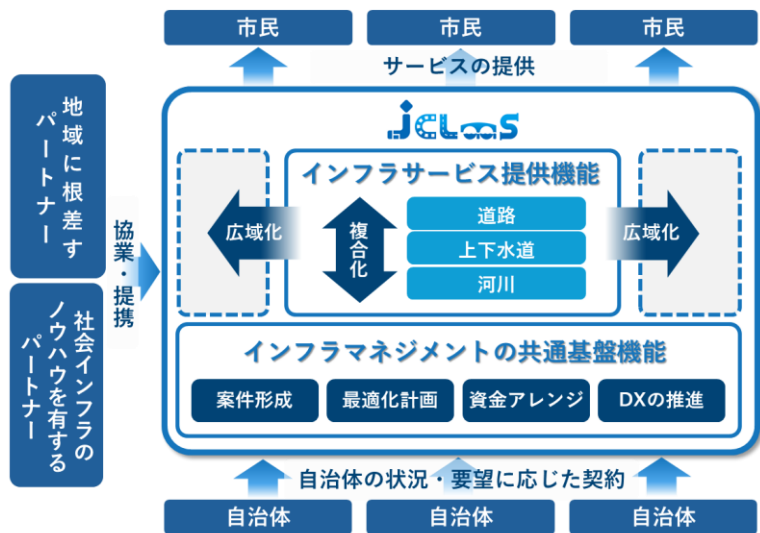 市民
市民
市民
サービスの提供
地域に根差す
パートナー
社会インフラの
ノウハウを有する
パートナー
協業・提携
JCLaaS
インフラサービス提供機能
広域化
複合化
道路
上下水道
河川
広域化
インフラマネジメントの共通基盤機能
案件形成
最適化計画
資金アレンジ
DXの推進
自治体の状況・要望に応じた契約
自治体
自治体
自治体